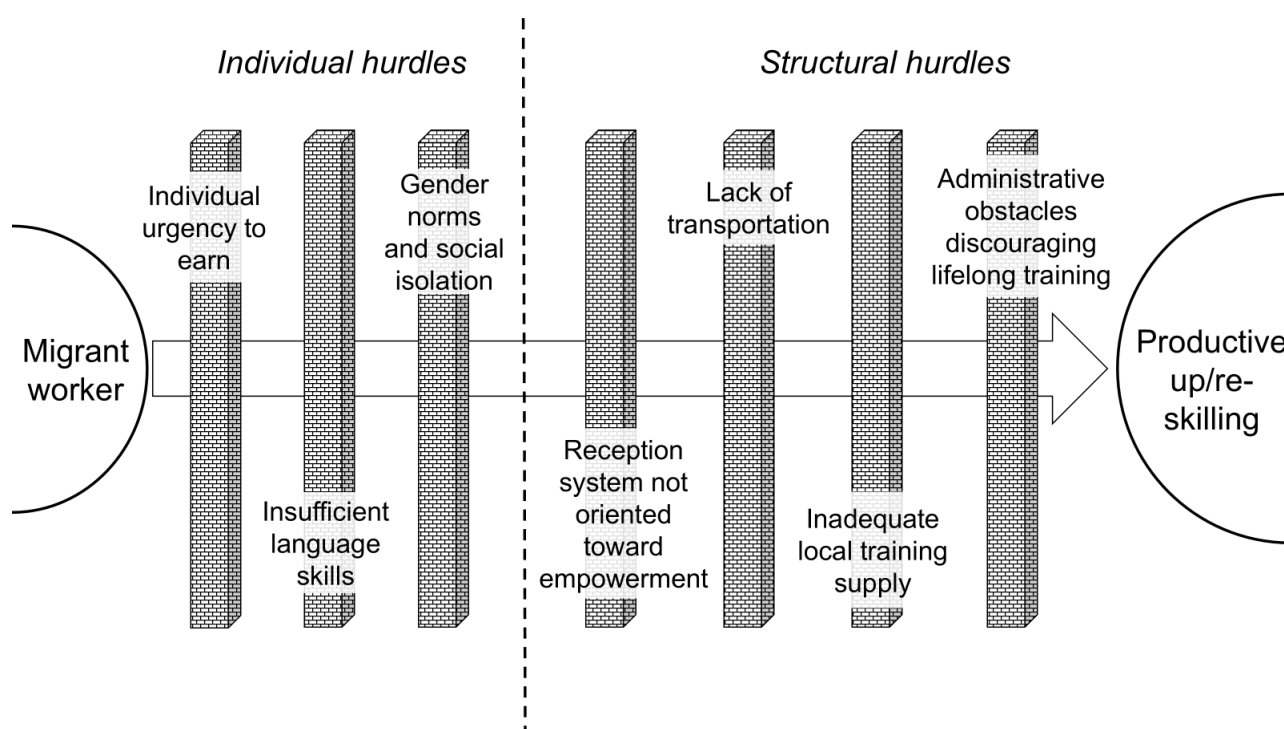 Individual hurdles
Structural hurdles
Migrant
worker
Individual
urgency to
earn
Insufficient
language
skills
Gender
norms
and social
isolation
Reception
system not
oriented
toward
empowerment
Lack of
transportation
Inadequate
local training
supply
Administrative
obstacles
discouraging
lifelong training
Productive
up/re-
skilling